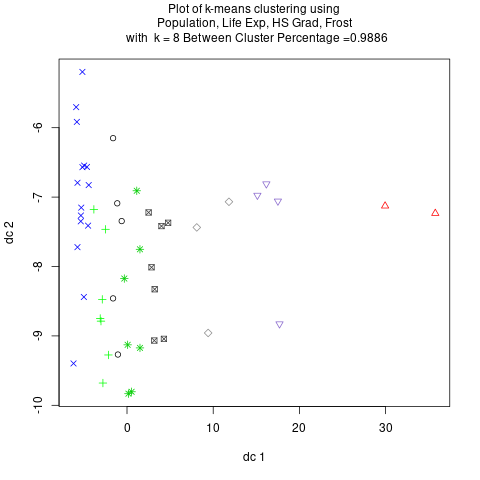 Plot of k-means clustering using
Population, Life Exp, HS Grad, Frost
with k = 8 Between Cluster Percentage =0.9886
dc 2
-6
-7
-8
-9
-10
0 10 20 30
dc 1